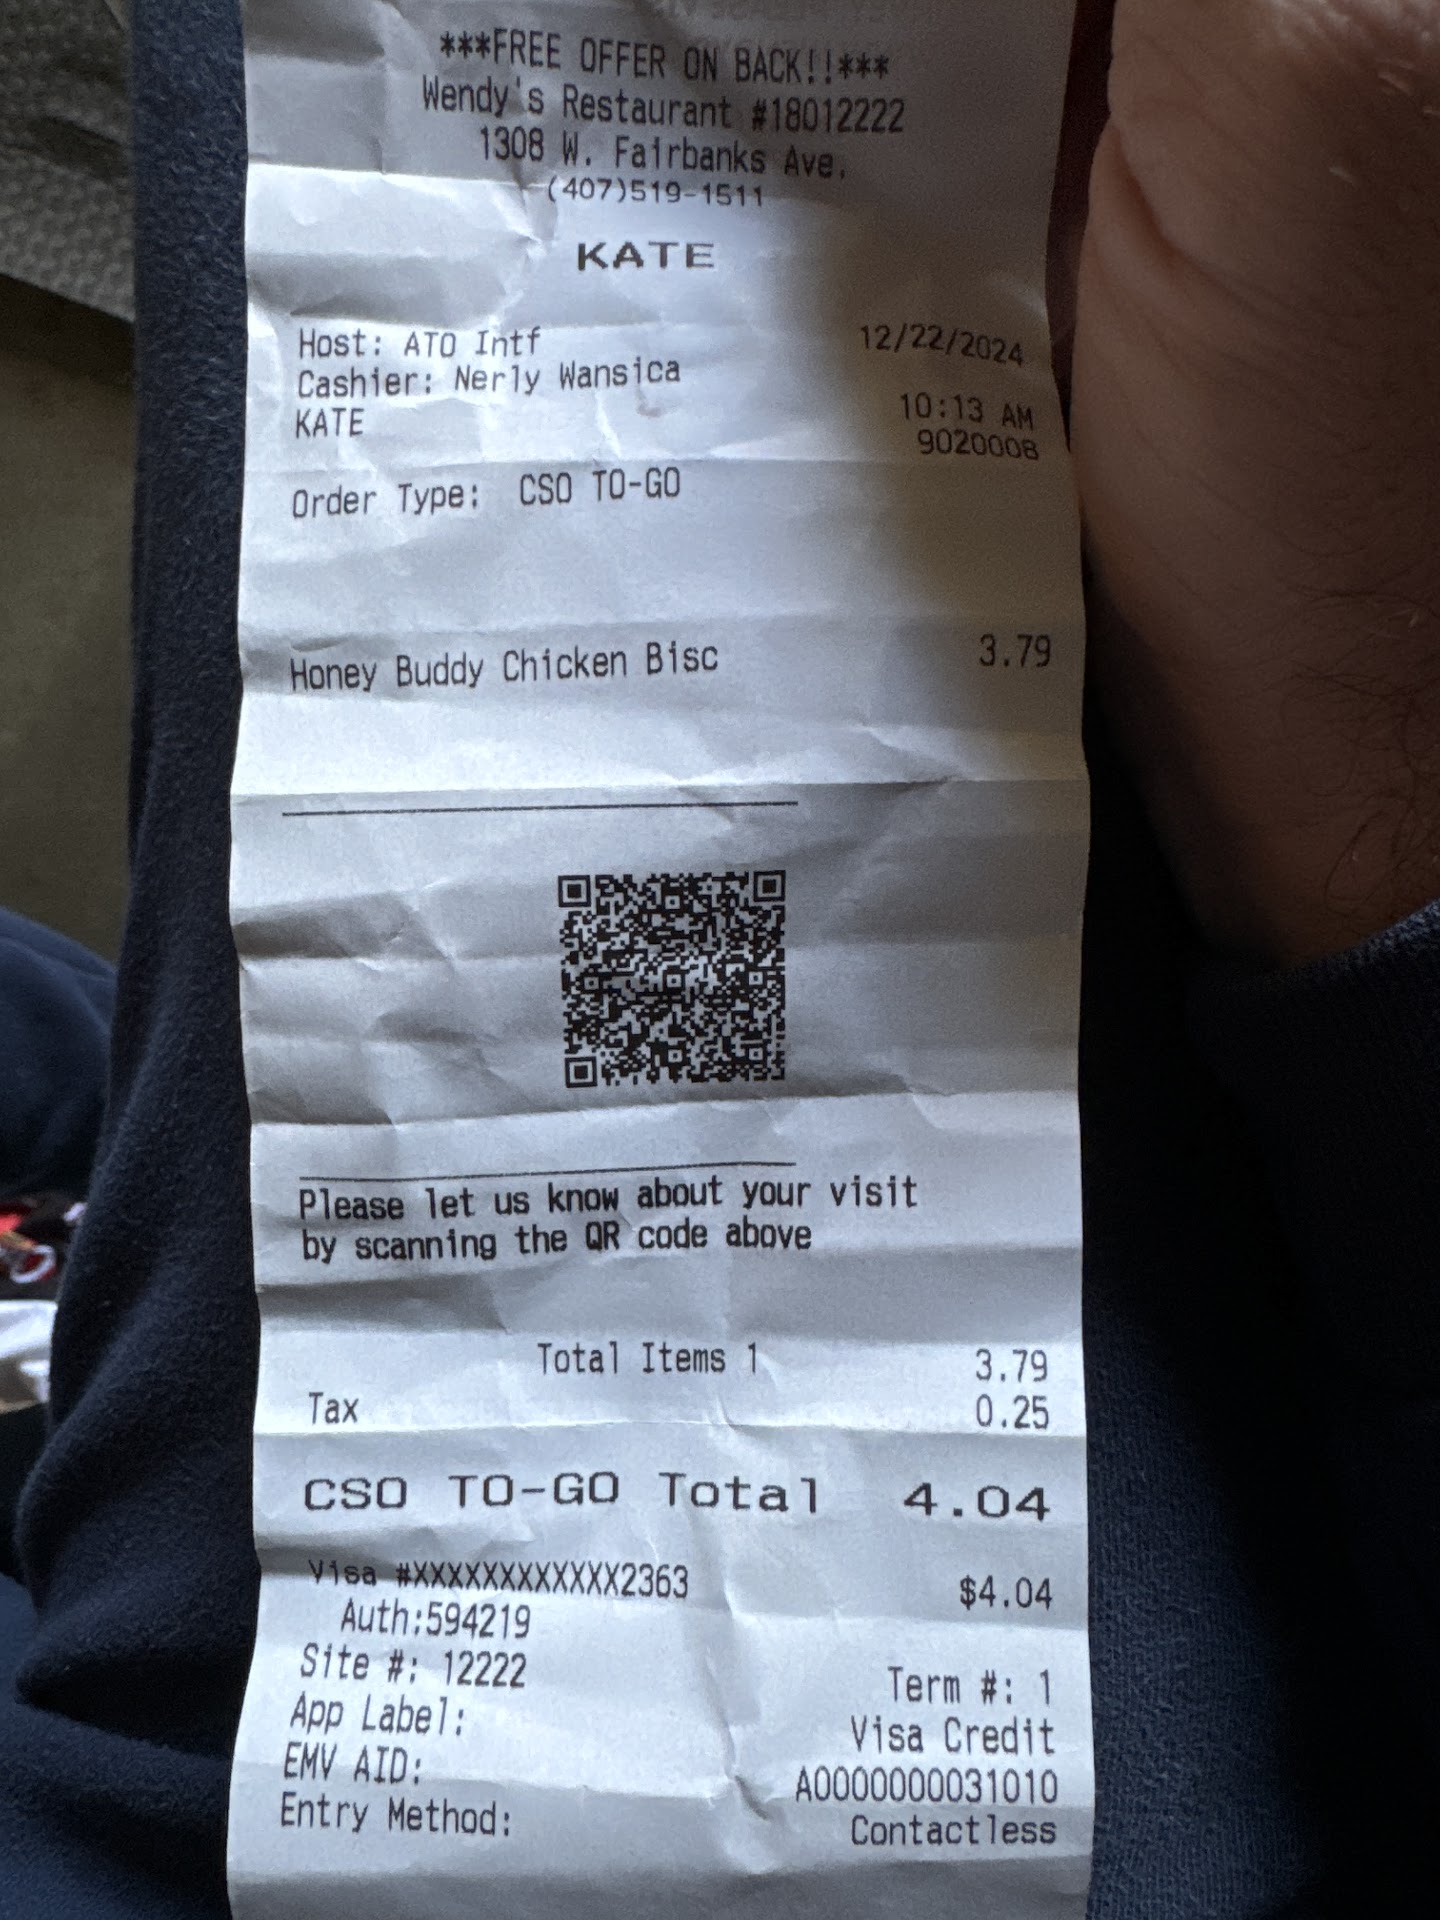 ***FREE OFFER ON BACK!!***
Wendy's Restaurant #18012222
1308 W. Fairbanks Ave.
(407)519-1511
KATE
Host: ATO Intf 12/22/2024
Cashier: Nerly Wansica
KATE 10:13 AM
9020008
Order Type: CSO TO-GO
Honey Buddy Chicken Bisc 3.79
Please let us know about your visit
by scanning the QR code above
Total Items 1 3.79
Tax 0.25
CSO TO-GO Total 4.04
Visa #XXXXXXXXXXXX2363 $4.04
Auth:594219
Site #: 12222 Term #: 1
App Label: Visa Credit
EMV AID: A0000000031010
Entry Method: Contactless